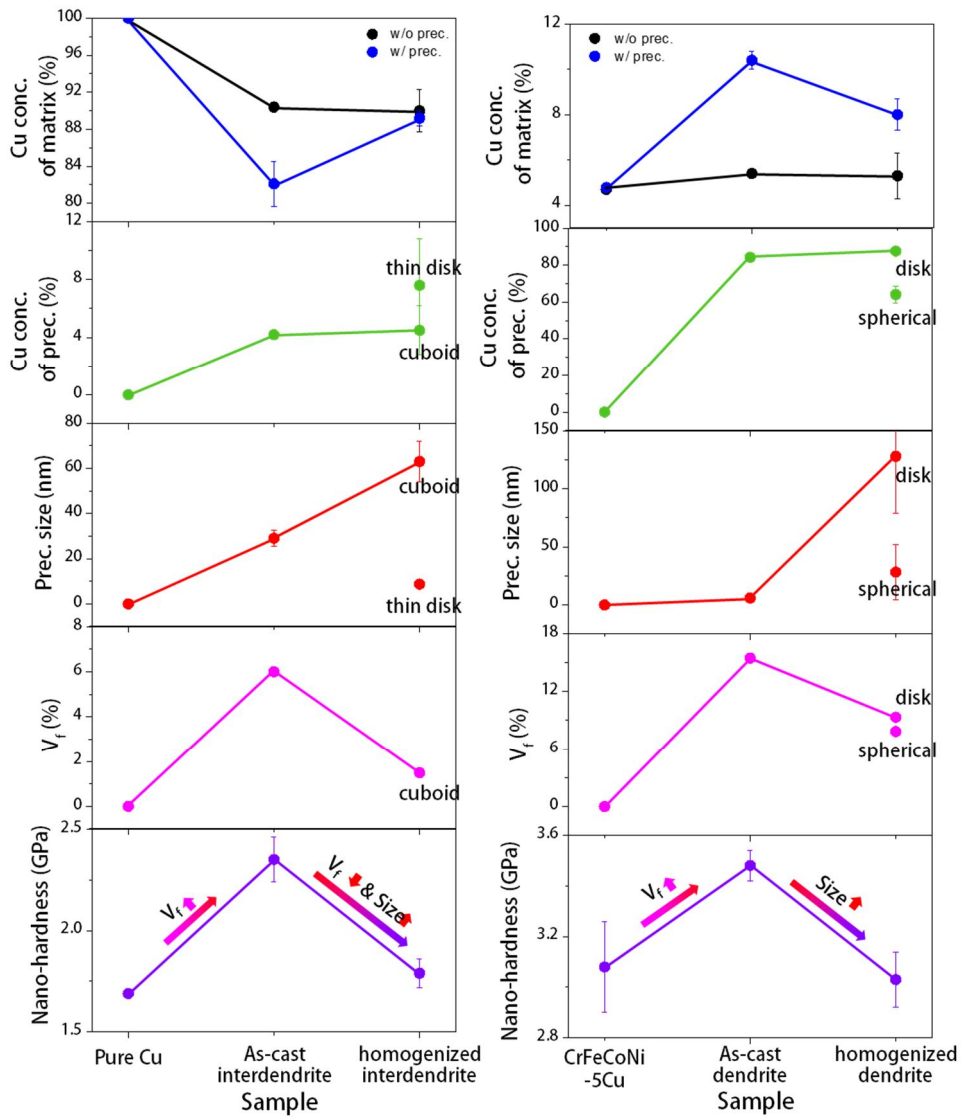 Cu conc.
of matrix (%)
100
96
92
88
84
80
w/o prec.
w/ prec.
Cu conc.
of prec. (%)
12
8
4
0
thin disk
cuboid
Prec. size (nm)
80
60
40
20
0
cuboid
thin disk
V_f (%)
8
6
4
2
0
cuboid
Nano-hardness (GPa)
2.5
2.0
1.5
V_f
V_f & Size
Pure Cu
As-cast
interdendrite
homogenized
interdendrite
Sample
Cu conc.
of matrix (%)
12
8
4
w/o prec.
w/ prec.
Cu conc.
of prec. (%)
100
80
60
40
20
0
disk
spherical
Prec. size (nm)
150
100
50
0
disk
spherical
V_f (%)
18
12
6
0
disk
spherical
Nano-hardness (GPa)
3.6
3.2
2.8
V_f
Size
CrFeCoNi
-5Cu
As-cast
dendrite
homogenized
dendrite
Sample